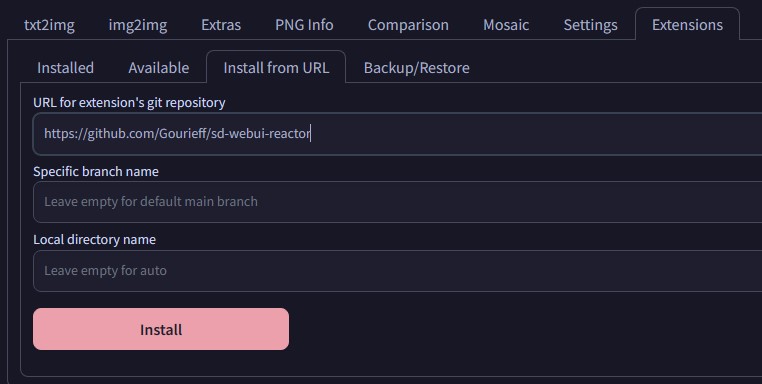 txt2img img2img Extras PNG Info Comparison Mosaic Settings Extensions
Installed Available Install from URL Backup/Restore
URL for extension's git repository
https://github.com/Gourieff/sd-webui-reactor
Specific branch name
Leave empty for default main branch
Local directory name
Leave empty for auto
Install